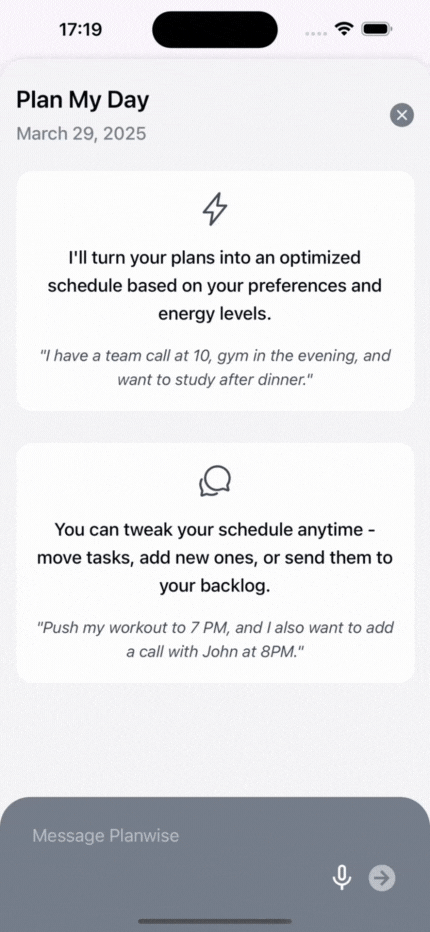 17:19
Plan My Day
March 29, 2025
I'll turn your plans into an optimized
schedule based on your preferences and
energy levels.
"I have a team call at 10, gym in the evening, and
want to study after dinner."
You can tweak your schedule anytime -
move tasks, add new ones, or send them to
your backlog.
"Push my workout to 7 PM, and I also want to add
a call with John at 8PM."
Message Planwise